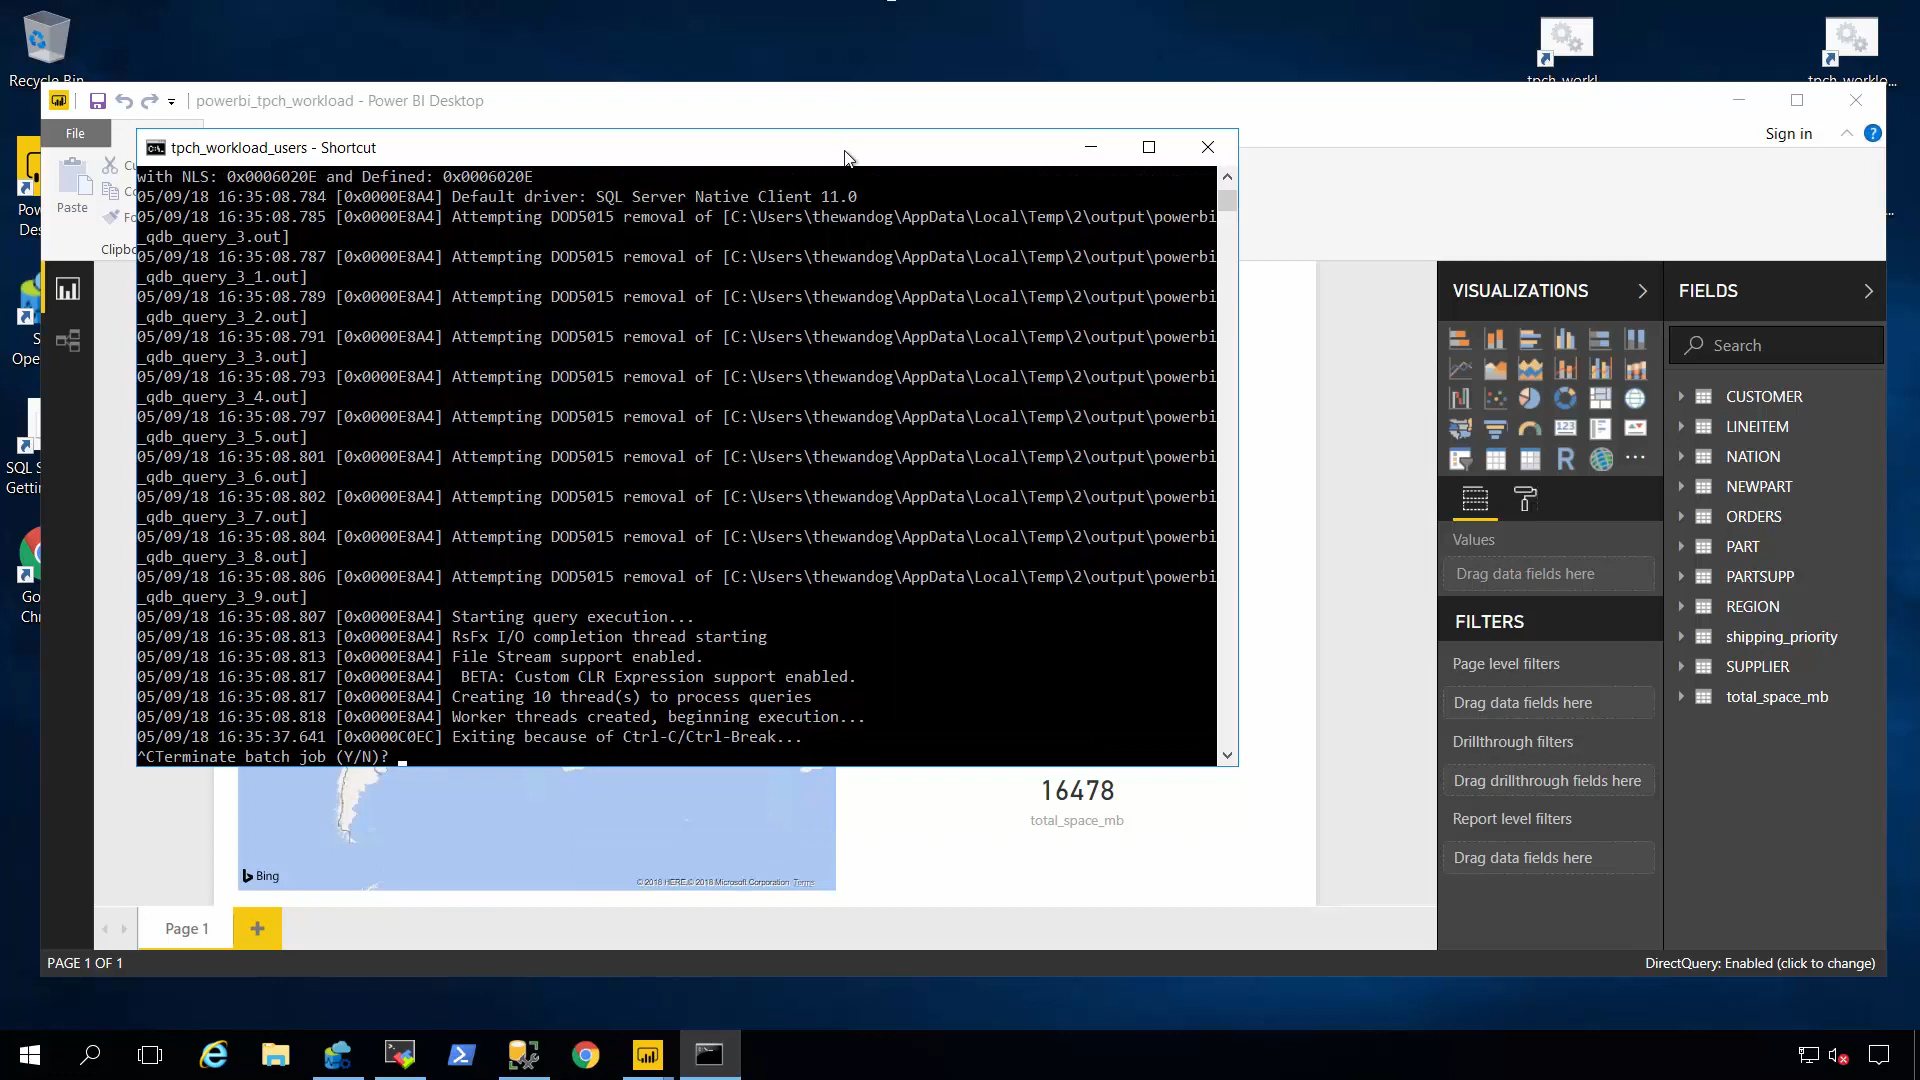 Recycle Bin
tpch_workl
tpch_worklo...
powerbi_tpch_workload - Power BI Desktop
File
Sign in
tpch_workload_users - Shortcut
Cu
Co
Fo
Paste
Clipb
Pow
Des
S
Ope
SQL S
Getti
Go
Chr
with NLS: 0x0006020E and Defined: 0x0006020E
05/09/18 16:35:08.784 [0x0000E8A4] Default driver: SQL Server Native Client 11.0
05/09/18 16:35:08.785 [0x0000E8A4] Attempting DOD5015 removal of [C:\Users\thewandog\AppData\Local\Temp\2\output\powerbi
_qdb_query_3.out]
05/09/18 16:35:08.787 [0x0000E8A4] Attempting DOD5015 removal of [C:\Users\thewandog\AppData\Local\Temp\2\output\powerbi
_qdb_query_3_1.out]
05/09/18 16:35:08.789 [0x0000E8A4] Attempting DOD5015 removal of [C:\Users\thewandog\AppData\Local\Temp\2\output\powerbi
_qdb_query_3_2.out]
05/09/18 16:35:08.791 [0x0000E8A4] Attempting DOD5015 removal of [C:\Users\thewandog\AppData\Local\Temp\2\output\powerbi
_qdb_query_3_3.out]
05/09/18 16:35:08.793 [0x0000E8A4] Attempting DOD5015 removal of [C:\Users\thewandog\AppData\Local\Temp\2\output\powerbi
_qdb_query_3_4.out]
05/09/18 16:35:08.797 [0x0000E8A4] Attempting DOD5015 removal of [C:\Users\thewandog\AppData\Local\Temp\2\output\powerbi
_qdb_query_3_5.out]
05/09/18 16:35:08.801 [0x0000E8A4] Attempting DOD5015 removal of [C:\Users\thewandog\AppData\Local\Temp\2\output\powerbi
_qdb_query_3_6.out]
05/09/18 16:35:08.802 [0x0000E8A4] Attempting DOD5015 removal of [C:\Users\thewandog\AppData\Local\Temp\2\output\powerbi
_qdb_query_3_7.out]
05/09/18 16:35:08.804 [0x0000E8A4] Attempting DOD5015 removal of [C:\Users\thewandog\AppData\Local\Temp\2\output\powerbi
_qdb_query_3_8.out]
05/09/18 16:35:08.806 [0x0000E8A4] Attempting DOD5015 removal of [C:\Users\thewandog\AppData\Local\Temp\2\output\powerbi
_qdb_query_3_9.out]
05/09/18 16:35:08.807 [0x0000E8A4] Starting query execution...
05/09/18 16:35:08.813 [0x0000E8A4] RsFx I/O completion thread starting
05/09/18 16:35:08.813 [0x0000E8A4] File Stream support enabled.
05/09/18 16:35:08.817 [0x0000E8A4]  BETA: Custom CLR Expression support enabled.
05/09/18 16:35:08.817 [0x0000E8A4] Creating 10 thread(s) to process queries
05/09/18 16:35:08.818 [0x0000E8A4] Worker threads created, beginning execution...
05/09/18 16:35:37.641 [0x0000C0EC] Exiting because of Ctrl-C/Ctrl-Break...
^CTerminate batch job (Y/N)?
16478
total_space_mb
Bing
© 2018 HERE,© 2018 Microsoft Corporation Terms
VISUALIZATIONS
Values
Drag data fields here
FILTERS
Page level filters
Drag data fields here
Drillthrough filters
Drag drillthrough fields here
Report level filters
Drag data fields here
FIELDS
Search
CUSTOMER
LINEITEM
NATION
NEWPART
ORDERS
PART
PARTSUPP
REGION
shipping_priority
SUPPLIER
total_space_mb
Page 1
PAGE 1 OF 1
DirectQuery: Enabled (click to change)